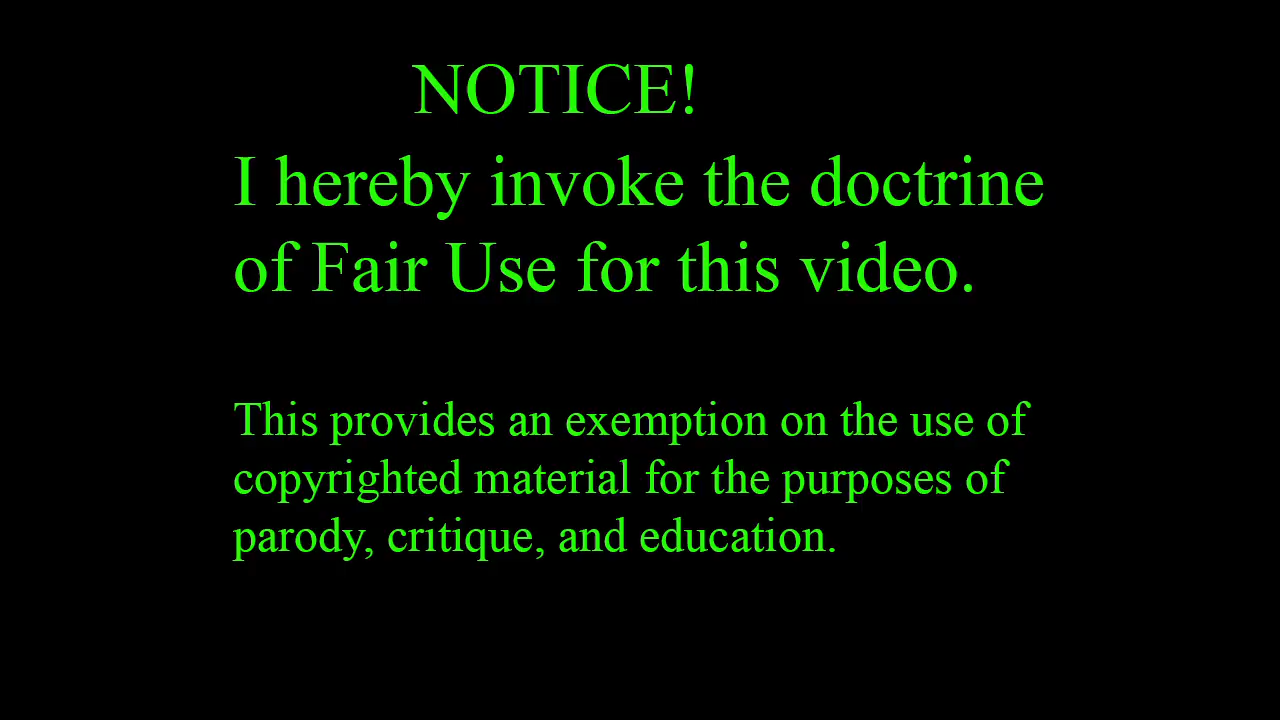 NOTICE!
I hereby invoke the doctrine
of Fair Use for this video.
This provides an exemption on the use of
copyrighted material for the purposes of
parody, critique, and education.